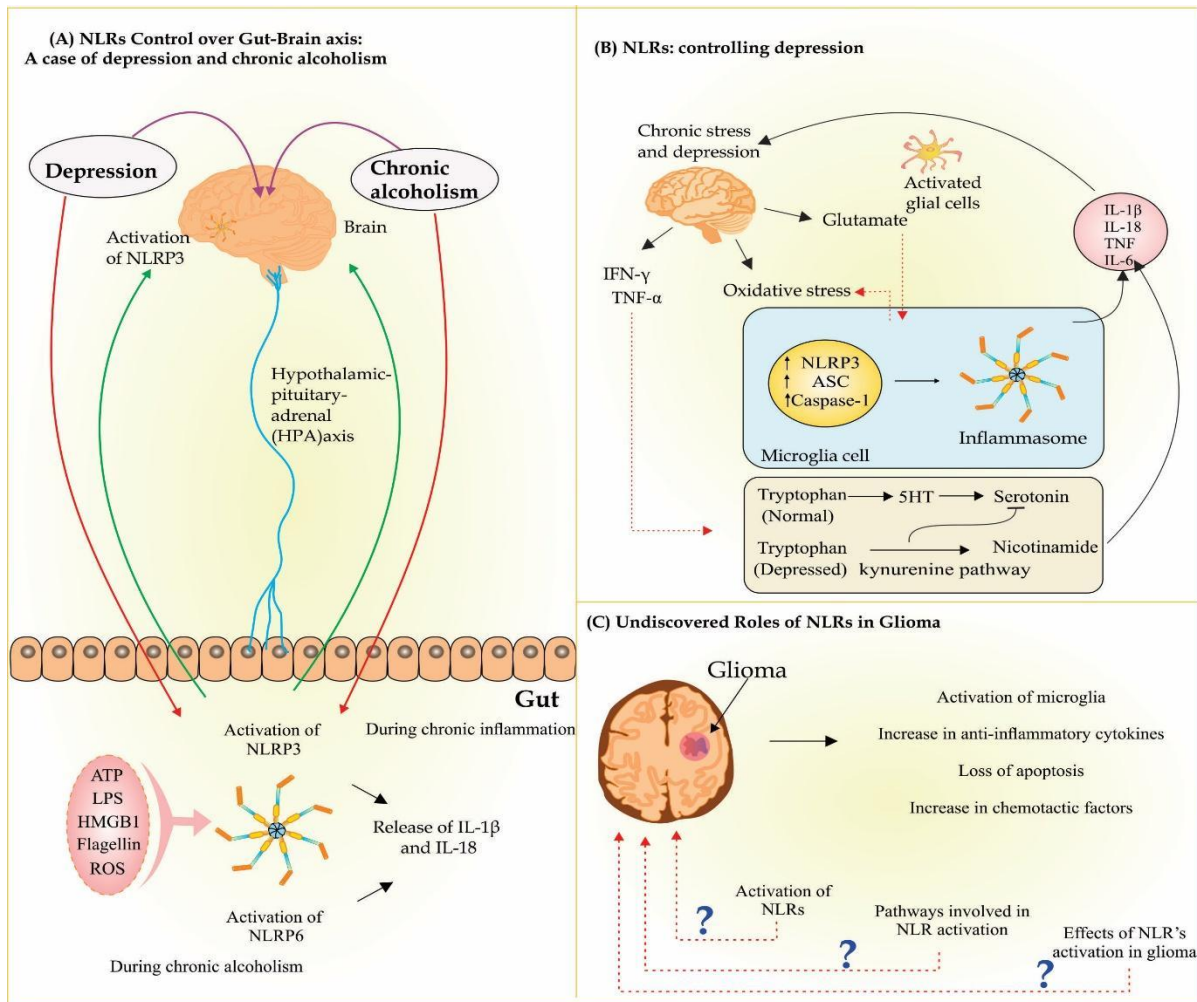 (A) NLRs Control over Gut-Brain axis:
A case of depression and chronic alcoholism
Depression
Chronic
alcoholism
Brain
Activation
of NLRP3
Hypothalamic-
pituitary-
adrenal
(HPA)axis
Gut
Activation of
NLRP3
During chronic inflammation
ATP
LPS
HMGB1
Flagellin
ROS
Release of IL-1β
and IL-18
Activation of
NLRP6
During chronic alcoholism
(B) NLRs: controlling depression
Chronic stress
and depression
Activated
glial cells
Glutamate
IL-1β
IL-18
TNF
IL-6
IFN-γ
TNF-α
Oxidative stress
NLRP3
ASC
Caspase-1
Inflammasome
Microglia cell
Tryptophan
(Normal)
5HT
Serotonin
Tryptophan
(Depressed)
kynurenine pathway
Nicotinamide
(C) Undiscovered Roles of NLRs in Glioma
Glioma
Activation of microglia
Increase in anti-inflammatory cytokines
Loss of apoptosis
Increase in chemotactic factors
Activation of
NLRs
?
Pathways involved in
NLR activation
?
Effects of NLR’s
activation in glioma
?